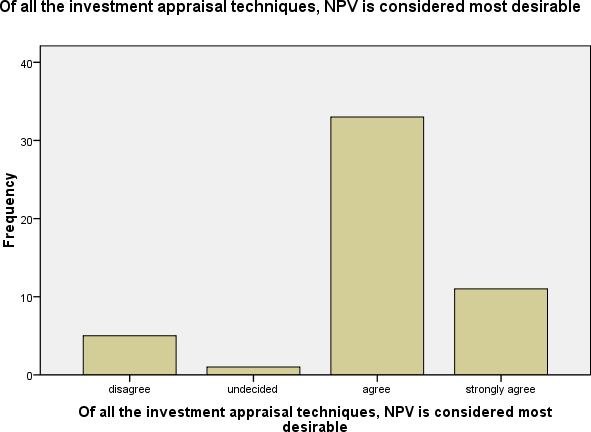 Of all the investment appraisal techniques, NPV is considered most desirable
40
30
20
10
0
Frequency
disagree
undecided
agree
strongly agree
Of all the investment appraisal techniques, NPV is considered most
desirable